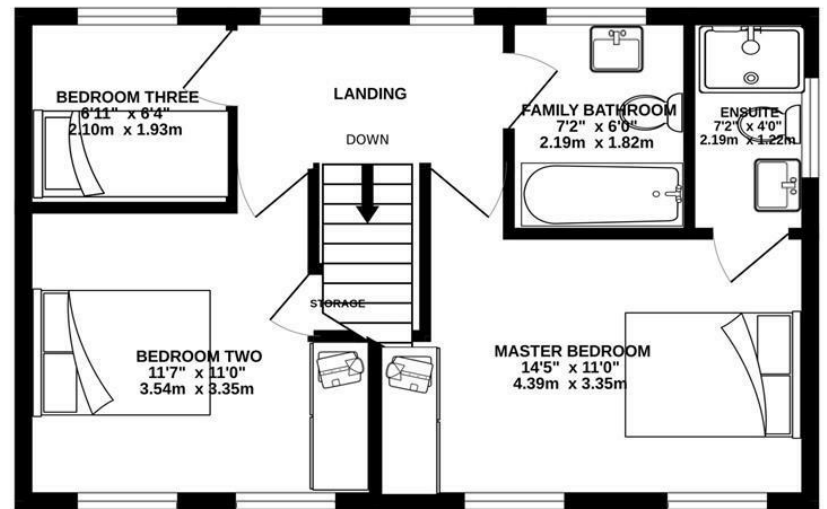 BEDROOM THREE
6'11" x 6'4"
2.10m x 1.93m
LANDING
DOWN
FAMILY BATHROOM
7'2" x 6'0"
2.19m x 1.82m
ENSUITE
7'2" x 4'0"
2.19m x 1.22m
STORAGE
BEDROOM TWO
11'7" x 11'0"
3.54m x 3.35m
MASTER BEDROOM
14'5" x 11'0"
4.39m x 3.35m